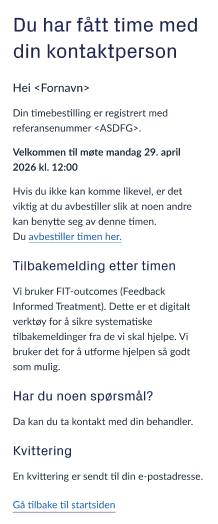 Du har fått time med
din kontaktperson
Hei <Fornavn>
Din timebestilling er registrert med
referansenummer <ASDFG>.
Velkommen til møte mandag 29. april
2026 kl. 12:00
Hvis du ikke kan komme likevel, er det
viktig at du avbestiller slik at noen andre
kan benytte seg av denne timen.
Du avbestiller timen her.
Tilbakemelding etter timen
Vi bruker FIT-outcomes (Feedback
Informed Treatment). Dette er et digitalt
verktøy for å sikre systematiske
tilbakemeldinger fra de vi skal hjelpe. Vi
bruker det for å utforme hjelpen så godt
som mulig.
Har du noen spørsmål?
Da kan du ta kontakt med din behandler.
Kvittering
En kvittering er sendt til din e-postadresse.
Gå tilbake til startsiden